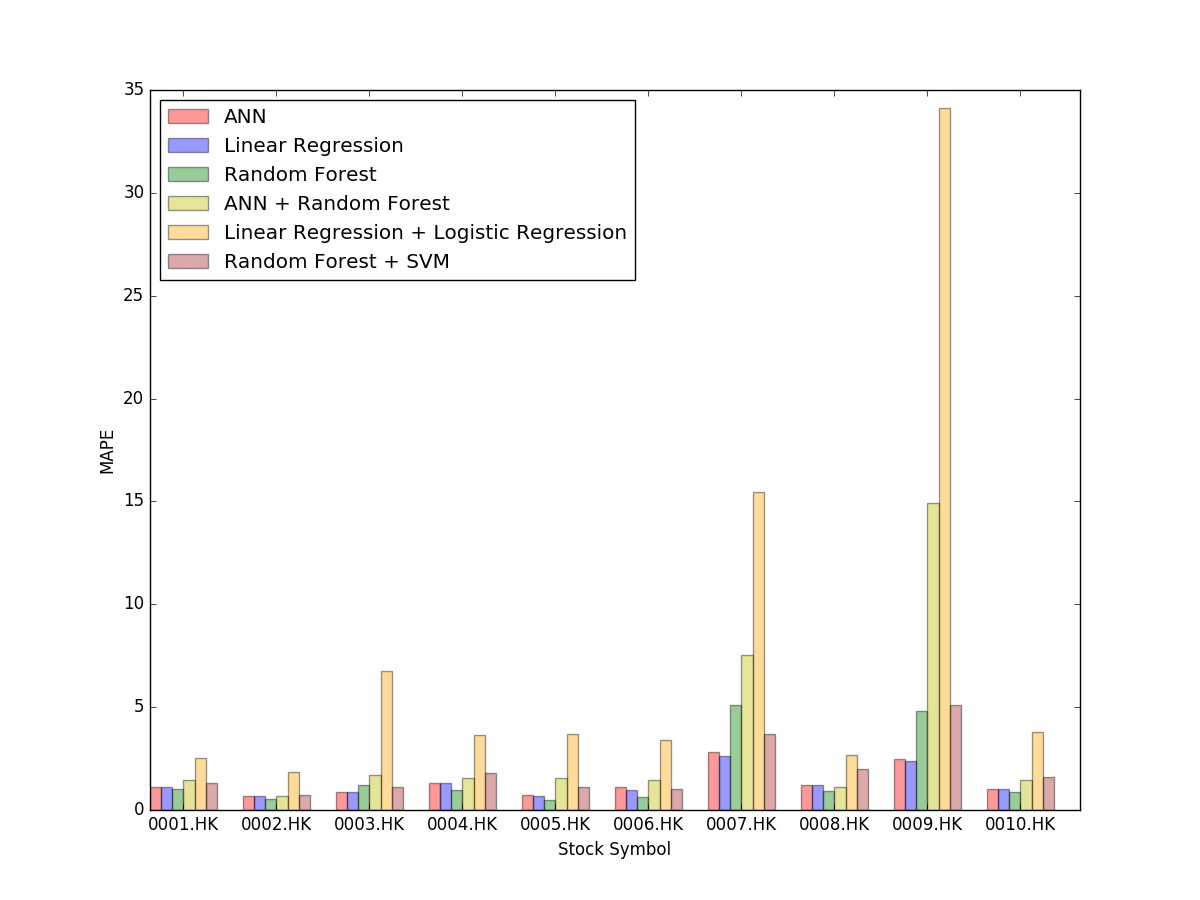 35
30
25
20
15
10
5
0
MAPE
ANN
Linear Regression
Random Forest
ANN + Random Forest
Linear Regression + Logistic Regression
Random Forest + SVM
0001.HK 0002.HK 0003.HK 0004.HK 0005.HK 0006.HK 0007.HK 0008.HK 0009.HK 0010.HK
Stock Symbol